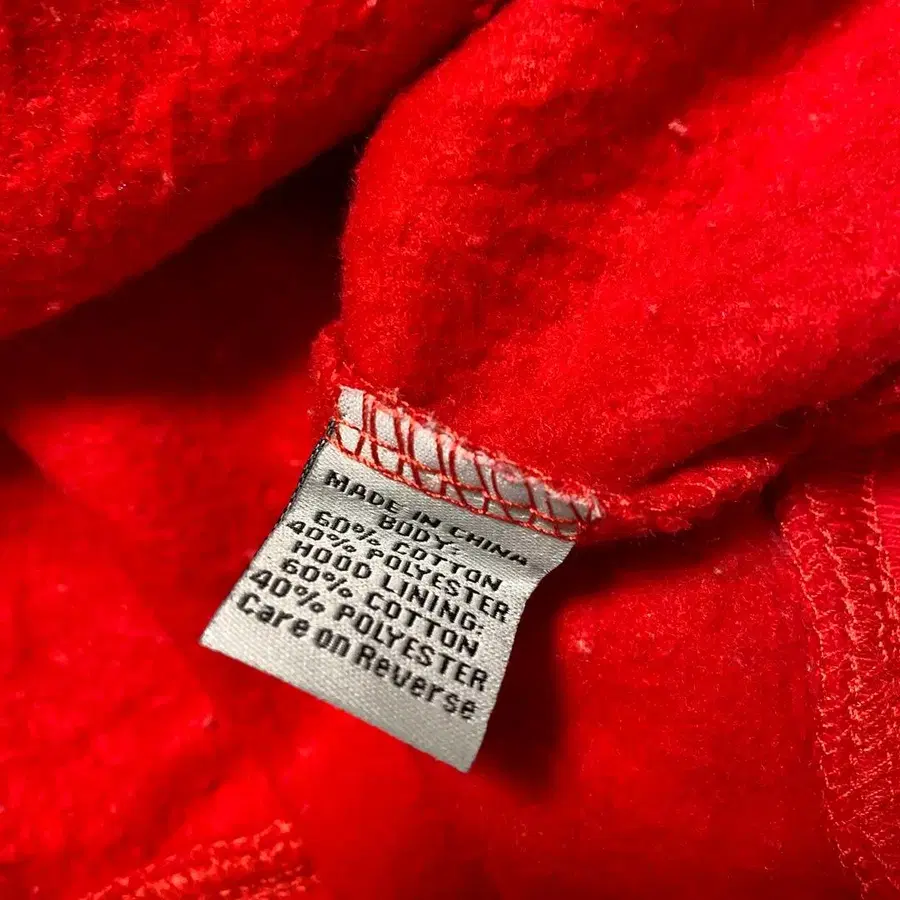 MADE IN CHINA
BODY:
60% COTTON
40% POLYESTER
HOOD LINING:
60% COTTON
40% POLYESTER
Care on Reverse